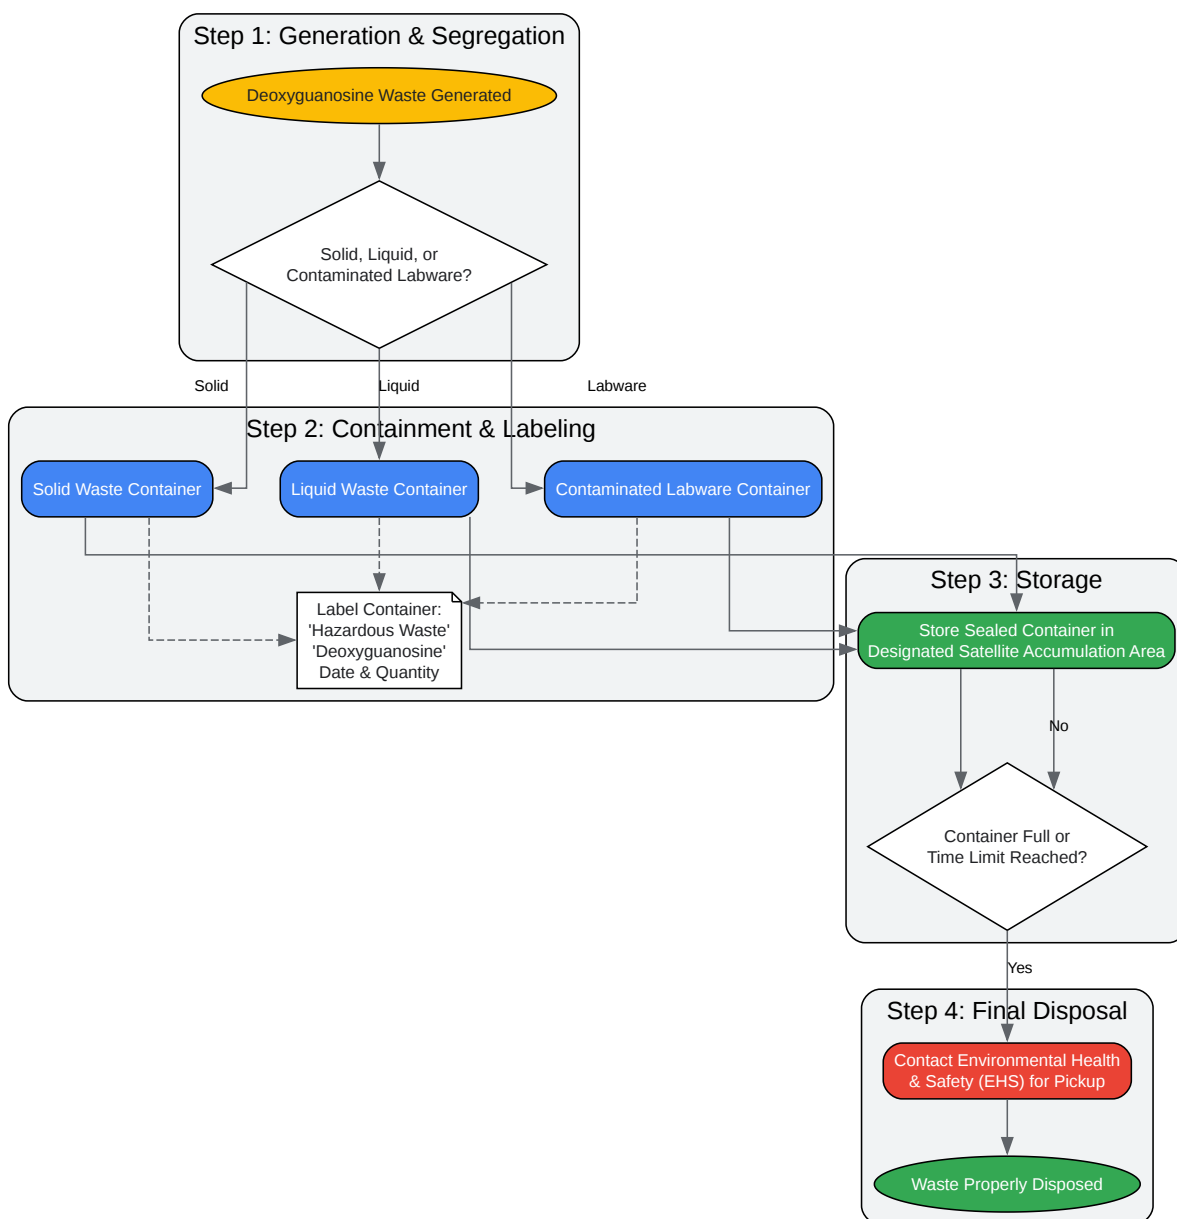 Step 1: Generation & Segregation
Deoxyguanosine Waste Generated
Solid, Liquid, or
Contaminated Labware?
Solid
Liquid
Labware
Step 2: Containment & Labeling
Solid Waste Container
Liquid Waste Container
Contaminated Labware Container
Label Container:
'Hazardous Waste'
'Deoxyguanosine'
Date & Quantity
Step 3: Storage
Store Sealed Container in
Designated Satellite Accumulation Area
No
Container Full or
Time Limit Reached?
Yes
Step 4: Final Disposal
Contact Environmental Health
& Safety (EHS) for Pickup
Waste Properly Disposed